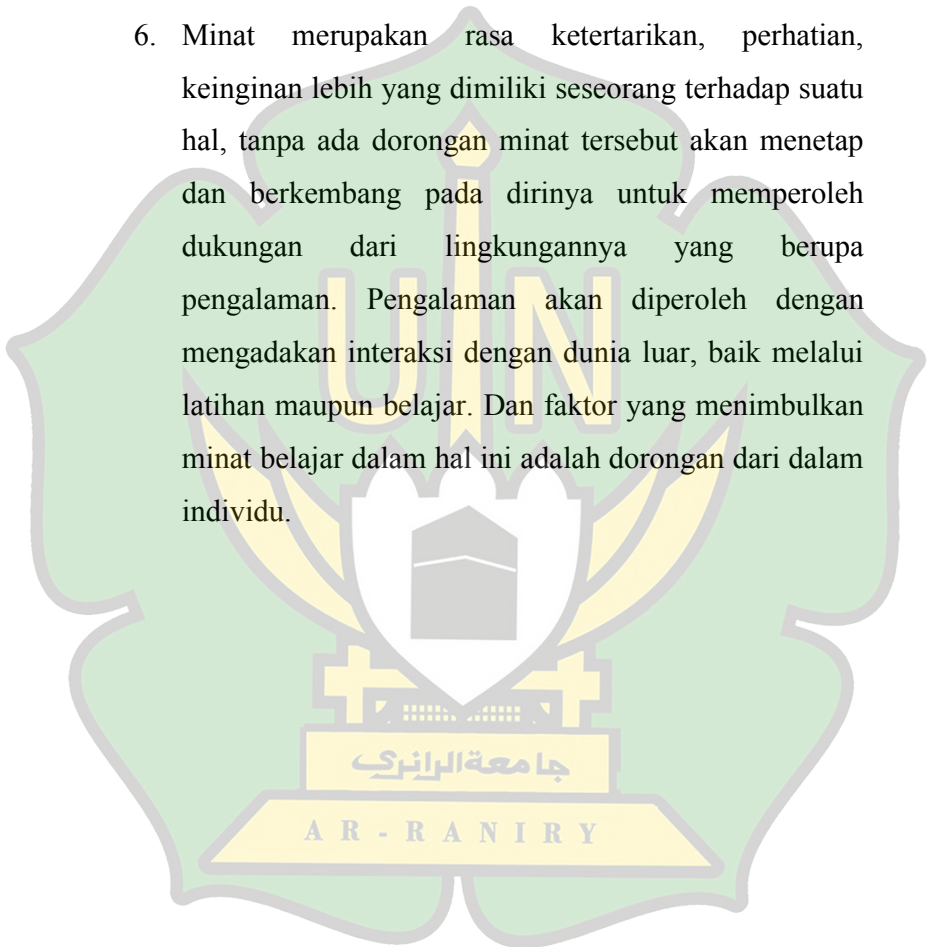 6. Minat merupakan rasa ketertarikan, perhatian,
keinginan lebih yang dimiliki seseorang terhadap suatu
hal, tanpa ada dorongan minat tersebut akan menetap
dan berkembang pada dirinya untuk memperoleh
dukungan dari lingkungannya yang berupa
pengalaman. Pengalaman akan diperoleh dengan
mengadakan interaksi dengan dunia luar, baik melalui
latihan maupun belajar. Dan faktor yang menimbulkan
minat belajar dalam hal ini adalah dorongan dari dalam
individu.
UIN
جامعة الرانري
AR-RANIRY